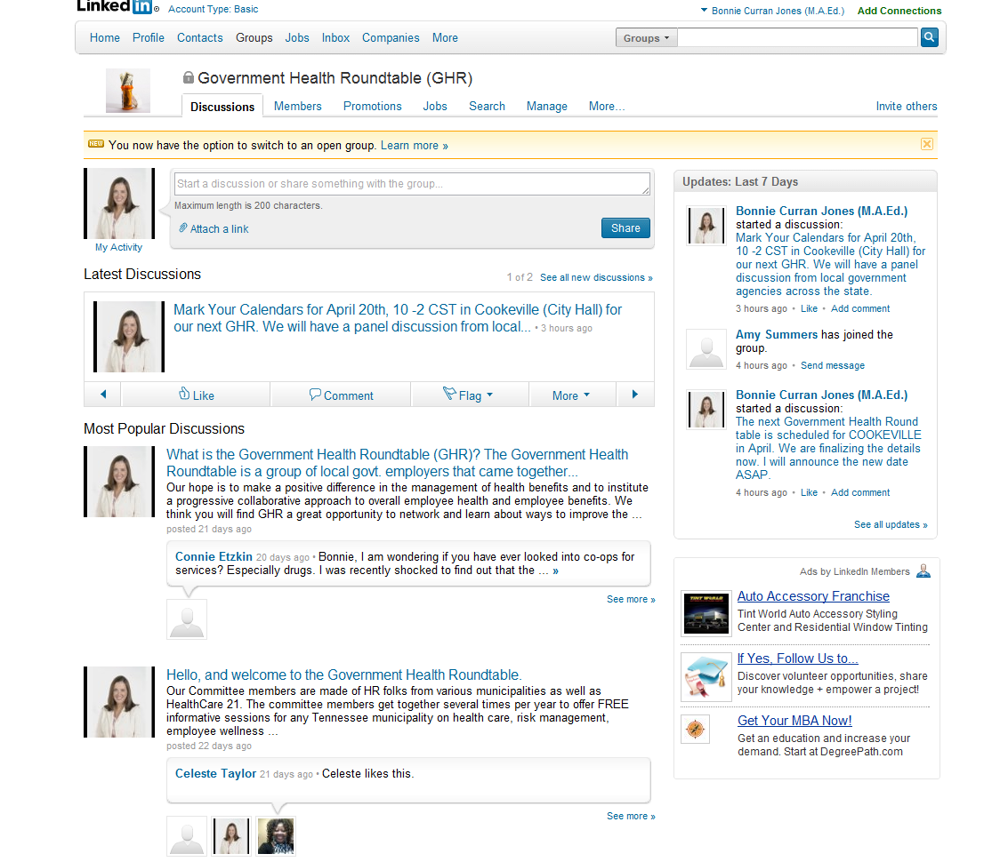 Linked in ® Account Type: Basic
Bonnie Curran Jones (M.A.Ed.) Add Connections
Home Profile Contacts Groups Jobs Inbox Companies More
Groups
Government Health Roundtable (GHR)
Discussions Members Promotions Jobs Search Manage More... Invite others
NEW You now have the option to switch to an open group. Learn more »
Start a discussion or share something with the group...
Maximum length is 200 characters.
Attach a link Share
My Activity
Latest Discussions 1 of 2 See all new discussions »
Mark Your Calendars for April 20th, 10 -2 CST in Cookeville (City Hall) for
our next GHR. We will have a panel discussion from local... • 3 hours ago
Like Comment Flag More
Most Popular Discussions
What is the Government Health Roundtable (GHR)? The Government Health
Roundtable is a group of local govt. employers that came together...
Our hope is to make a positive difference in the management of health benefits and to institute
a progressive collaborative approach to overall employee health and employee benefits. We
think you will find GHR a great opportunity to network and learn about ways to improve the ...
posted 21 days ago
Connie Etzkin 20 days ago • Bonnie, I am wondering if you have ever looked into co-ops for
services? Especially drugs. I was recently shocked to find out that the ... »
See more »
Hello, and welcome to the Government Health Roundtable.
Our Committee members are made of HR folks from various municipalities as well as
HealthCare 21. The committee members get together several times per year to offer FREE
informative sessions for any Tennessee municipality on health care, risk management,
employee wellness ...
posted 22 days ago
Celeste Taylor 21 days ago • Celeste likes this.
See more »
Updates: Last 7 Days
Bonnie Curran Jones (M.A.Ed.)
started a discussion:
Mark Your Calendars for April 20th,
10 -2 CST in Cookeville (City Hall) for
our next GHR. We will have a panel
discussion from local government
agencies across the state.
3 hours ago • Like • Add comment
Amy Summers has joined the
group.
4 hours ago • Send message
Bonnie Curran Jones (M.A.Ed.)
started a discussion:
The next Government Health Round
table is scheduled for COOKEVILLE
in April. We are finalizing the details
now. I will announce the new date
ASAP.
4 hours ago • Like • Add comment
See all updates »
Ads by LinkedIn Members
TINT WORLD
Auto Accessory Franchise
Tint World Auto Accessory Styling
Center and Residential Window Tinting
If Yes, Follow Us to...
Discover volunteer opportunities, share
your knowledge + empower a project!
Get Your MBA Now!
Get an education and increase your
demand. Start at DegreePath.com